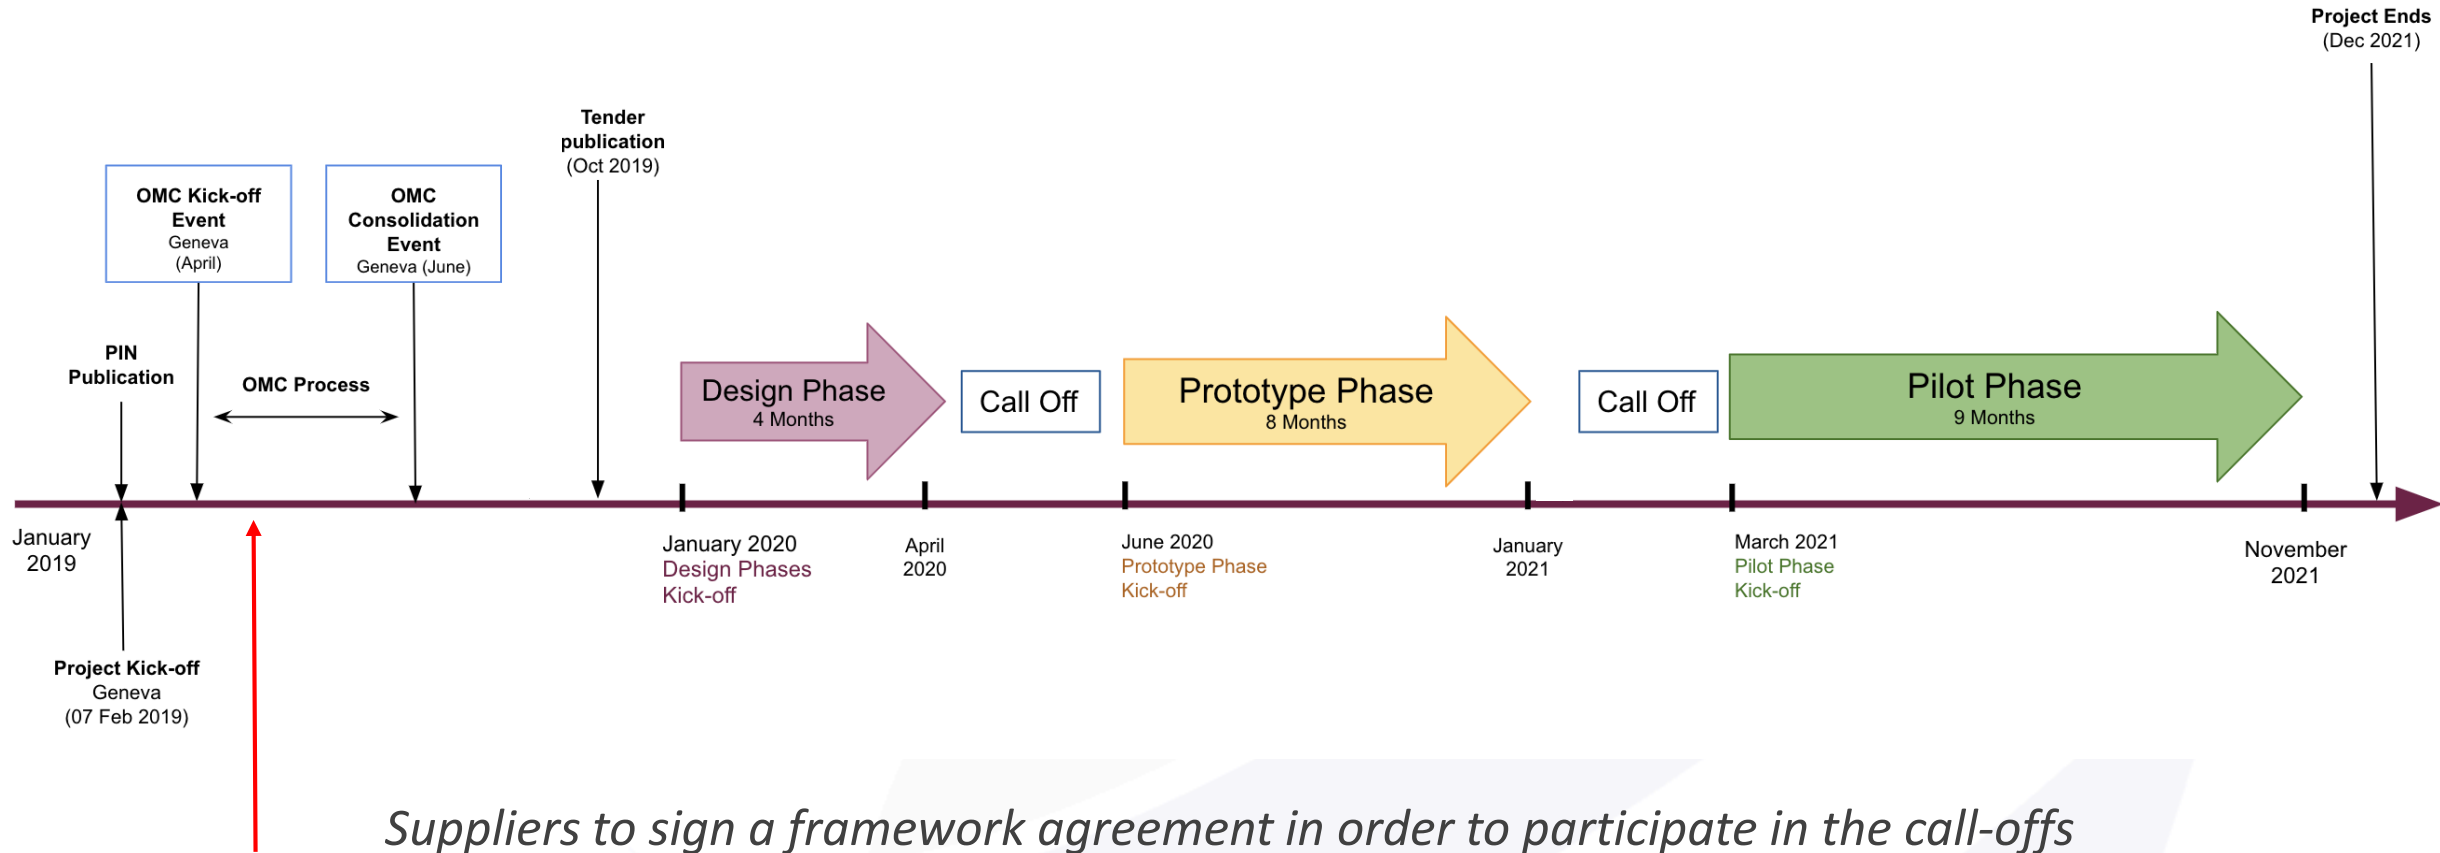 Project Ends
(Dec 2021)
Tender
publication
(Oct 2019)
OMC Kick-off
Event
Geneva
(April)
OMC
Consolidation
Event
Geneva (June)
PIN
Publication
OMC Process
Design Phase
4 Months
Call Off
Prototype Phase
8 Months
Call Off
Pilot Phase
9 Months
January
2019
January 2020
Design Phases
Kick-off
April
2020
June 2020
Prototype Phase
Kick-off
January
2021
March 2021
Pilot Phase
Kick-off
November
2021
Project Kick-off
Geneva
(07 Feb 2019)
Suppliers to sign a framework agreement in order to participate in the call-offs